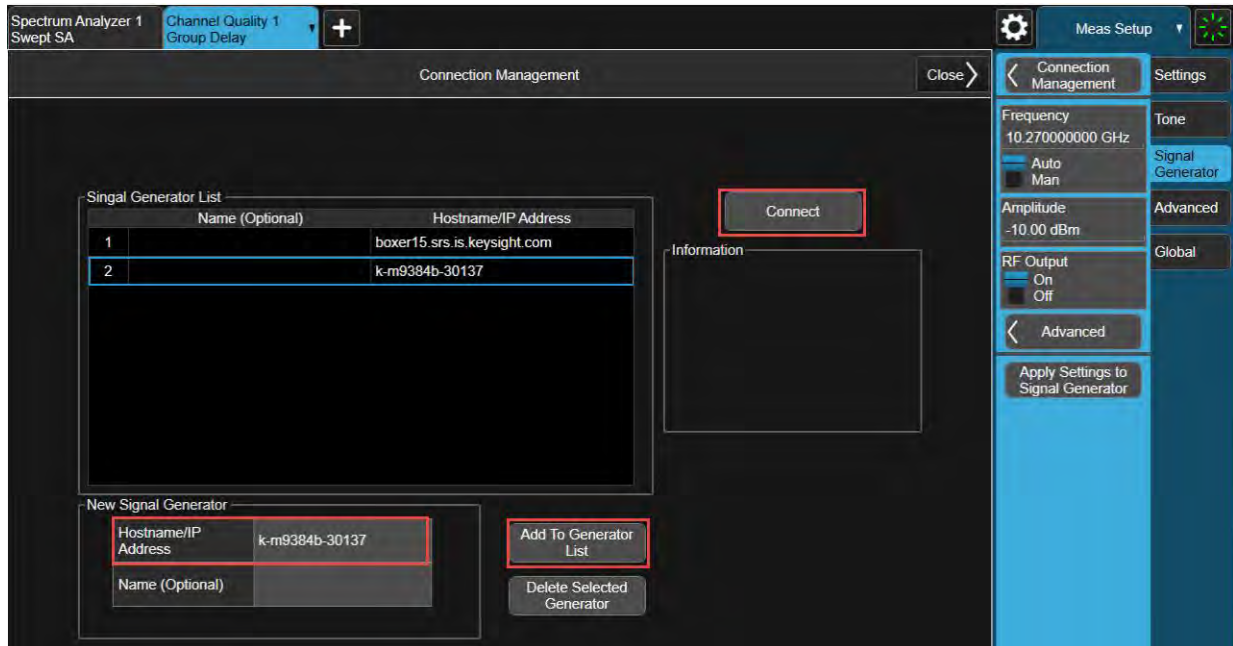 Spectrum Analyzer 1
Swept SA
Channel Quality 1
Group Delay
+
Meas Setup
Connection Management
Close
Connection
Management
Settings
Frequency
10.270000000 GHz
Auto
Man
Tone
Signal
Generator
Amplitude
-10.00 dBm
Advanced
RF Output
On
Off
Global
Advanced
Apply Settings to
Signal Generator
Singal Generator List
Name (Optional) Hostname/IP Address
1 boxer15.srs.is.keysight.com
2 k-m9384b-30137
Connect
Information
New Signal Generator
Hostname/IP
Address
k-m9384b-30137
Name (Optional)
Add To Generator
List
Delete Selected
Generator